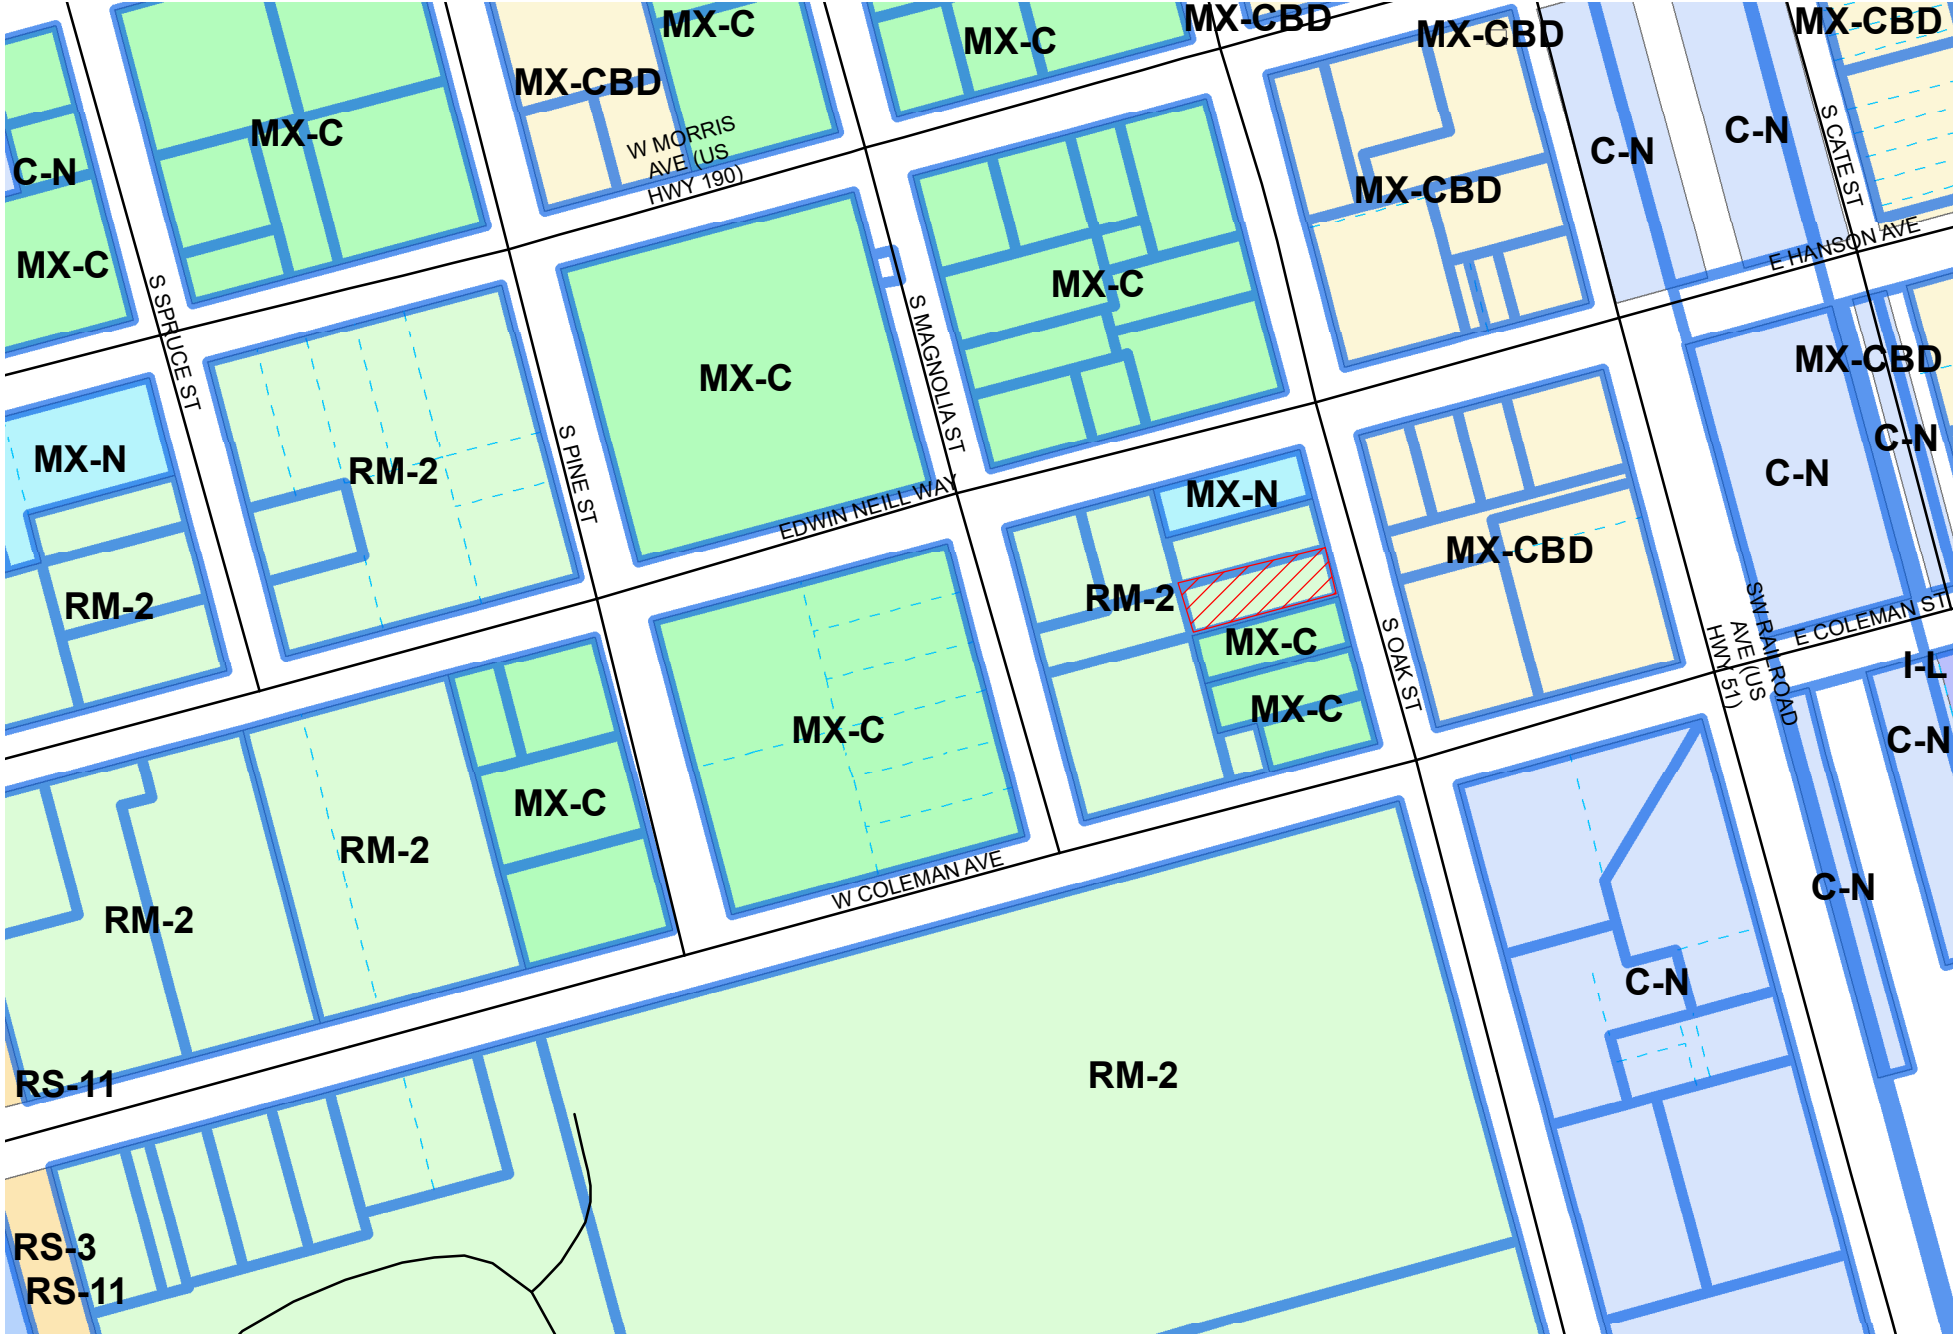 MX-CBD
MX-CBD
MX-CBD
MX-C
MX-C
MX-CBD
MX-C
C-N
C-N
C-N
MX-CBD
W MORRIS
AVE (US
HWY 190)
S CATE ST
E HANSON AVE
MX-C
MX-C
S SPRUCE ST
S MAGNOLIA ST
MX-C
MX-CBD
MX-N
RM-2
S PINE ST
C-N
C-N
EDWIN NEILL WAY
MX-N
MX-CBD
RM-2
RM-2
MX-C
S OAK ST
SW RAILROAD
AVE (US
HWY 51)
E COLEMAN ST
I-L
MX-C
MX-C
C-N
MX-C
RM-2
W COLEMAN AVE
C-N
RM-2
C-N
RS-11
RM-2
RS-3
RS-11